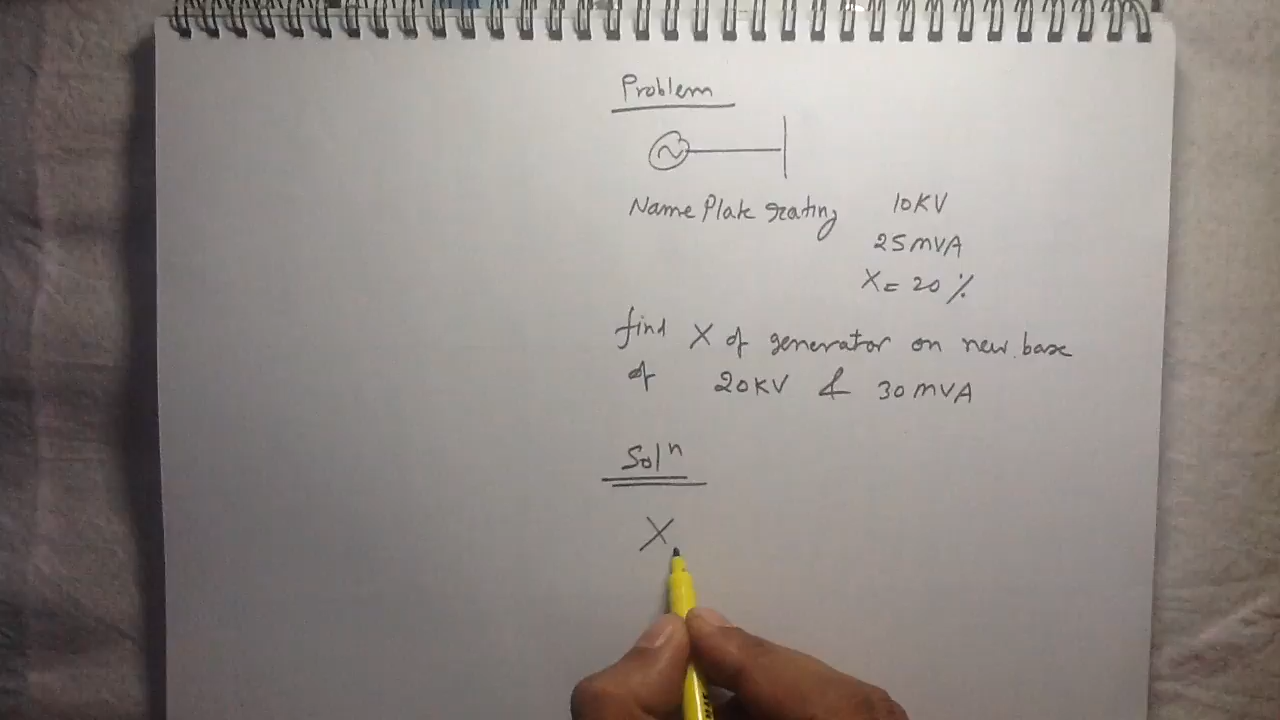 Problem
Name Plate rating 10KV
25MVA
X = 20 %
find X of generator on new base
of 20KV & 30MVA
Solⁿ
X